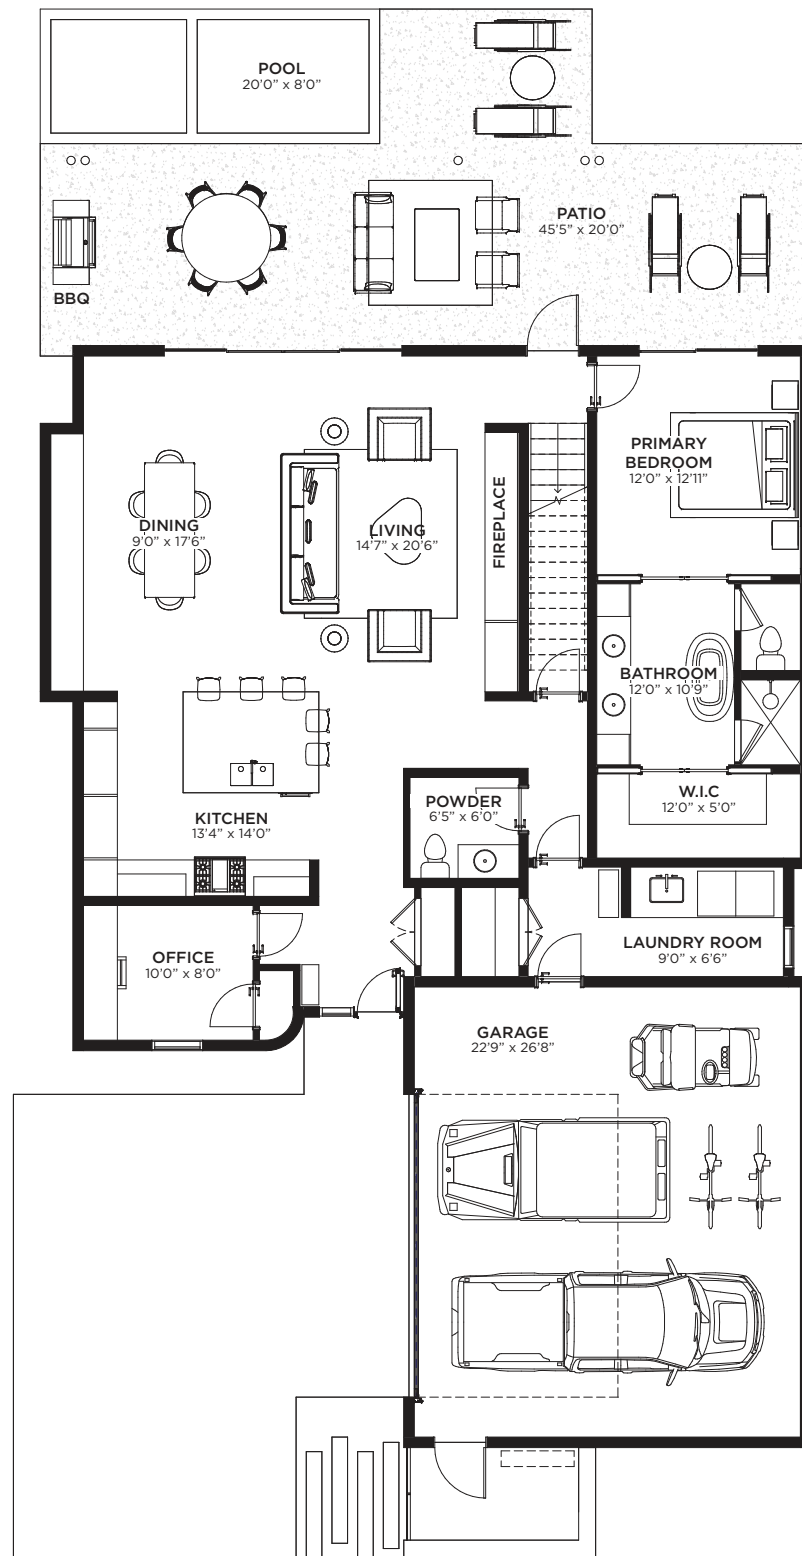 POOL
20'0” x 8'0”
PATIO
45'5” x 20'0”
BBQ
PRIMARY
BEDROOM
12'0” x 12'11”
DINING
9'0” x 17'6”
LIVING
14'7” x 20'6”
FIREPLACE
BATHROOM
12'0” x 10'9”
W.I.C
12'0” x 5'0”
POWDER
6'5” x 6'0”
KITCHEN
13'4” x 14'0”
OFFICE
10'0” x 8'0”
LAUNDRY ROOM
9'0” x 6'6”
GARAGE
22'9” x 26'8”